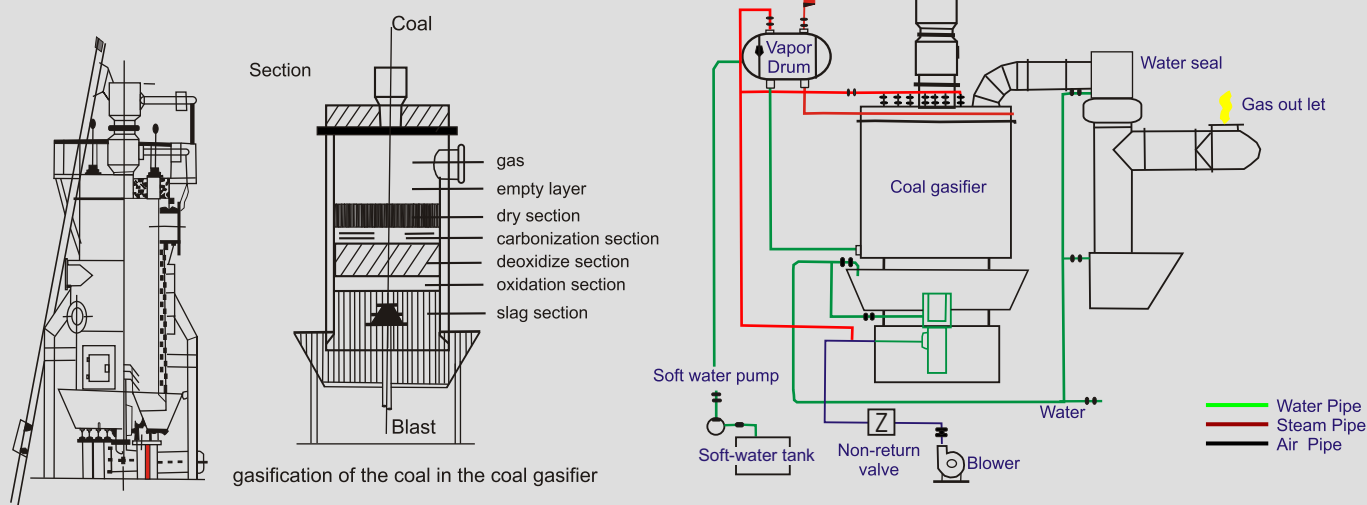 Coal
Section
gas
empty layer
dry section
carbonization section
deoxidize section
oxidation section
slag section
Blast
gasification of the coal in the coal gasifier
Vapor
Drum
Water seal
Gas out let
Coal gasifier
Soft water pump
Water
Soft-water tank
Z
Non-return
valve
Blower
Water Pipe
Steam Pipe
Air Pipe